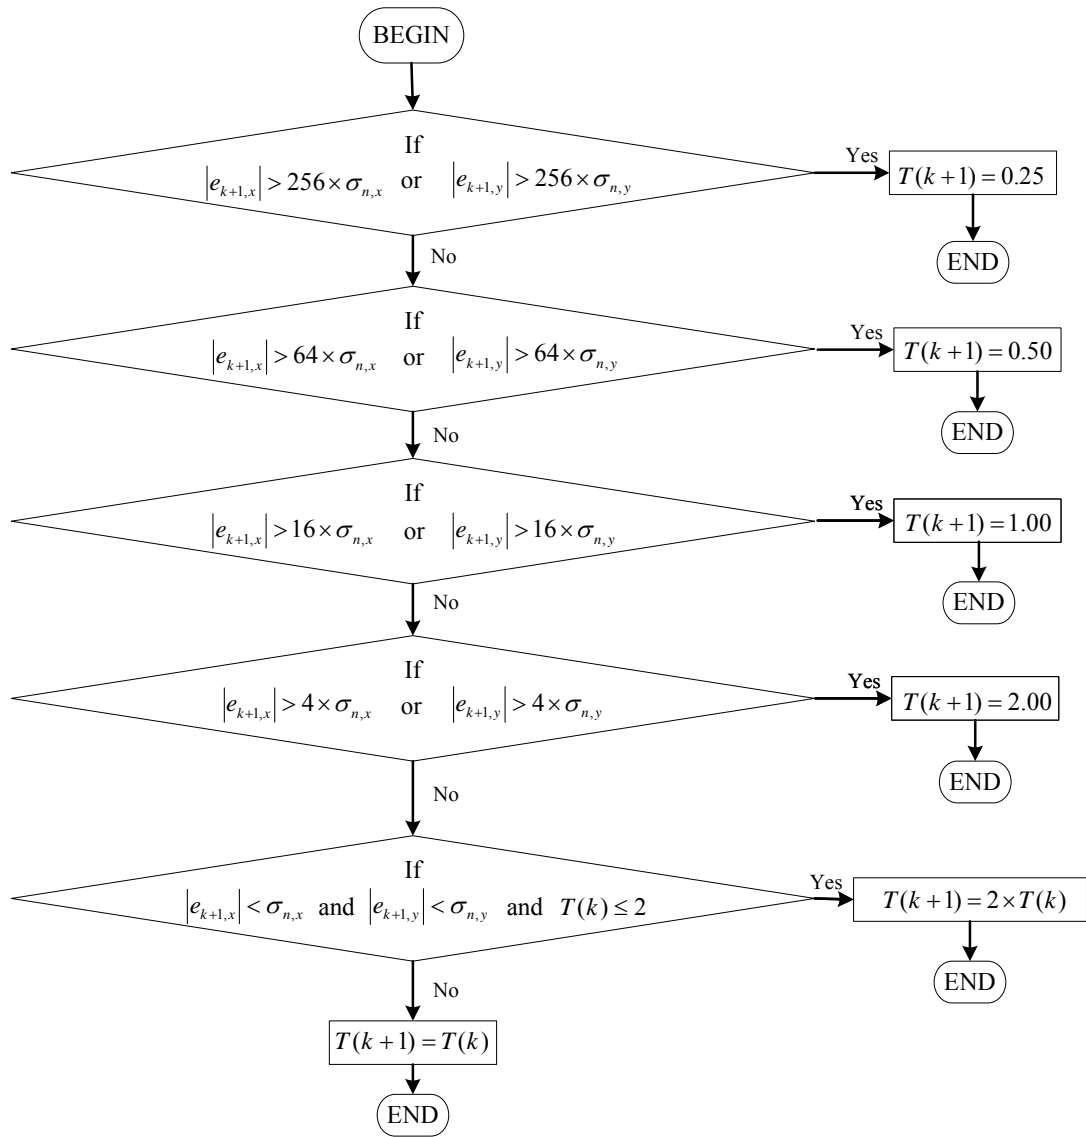 BEGIN
If
|e_{k+1,x}| > 256 × σ_{n,x} or |e_{k+1,y}| > 256 × σ_{n,y}
Yes
T(k+1) = 0.25
END
No
If
|e_{k+1,x}| > 64 × σ_{n,x} or |e_{k+1,y}| > 64 × σ_{n,y}
Yes
T(k+1) = 0.50
END
No
If
|e_{k+1,x}| > 16 × σ_{n,x} or |e_{k+1,y}| > 16 × σ_{n,y}
Yes
T(k+1) = 1.00
END
No
If
|e_{k+1,x}| > 4 × σ_{n,x} or |e_{k+1,y}| > 4 × σ_{n,y}
Yes
T(k+1) = 2.00
END
No
If
|e_{k+1,x}| < σ_{n,x} and |e_{k+1,y}| < σ_{n,y} and T(k) ≤ 2
Yes
T(k+1) = 2 × T(k)
END
No
T(k+1) = T(k)
END